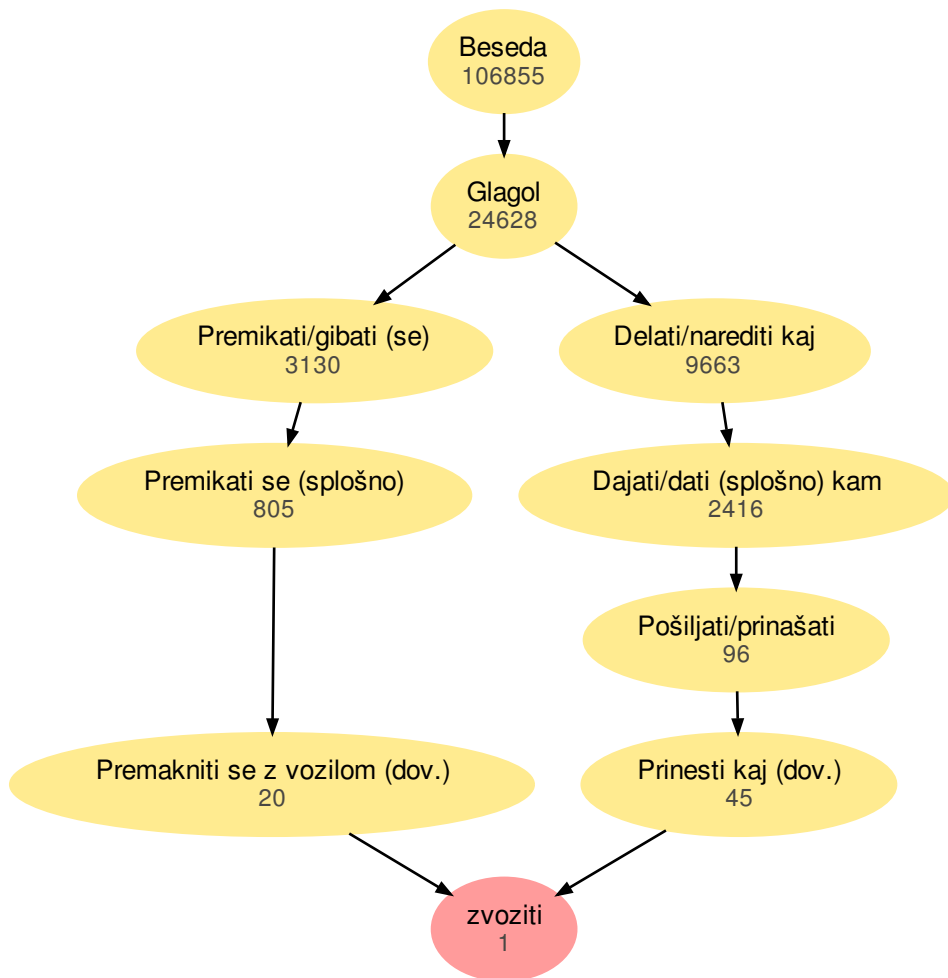 Beseda
106855
Glagol
24628
Premikati/gibati (se)
3130
Delati/narediti kaj
9663
Premikati se (splošno)
805
Dajati/dati (splošno) kam
2416
Pošiljati/prinašati
96
Premakniti se z vozilom (dov.)
20
Prinesti kaj (dov.)
45
zvoziti
1